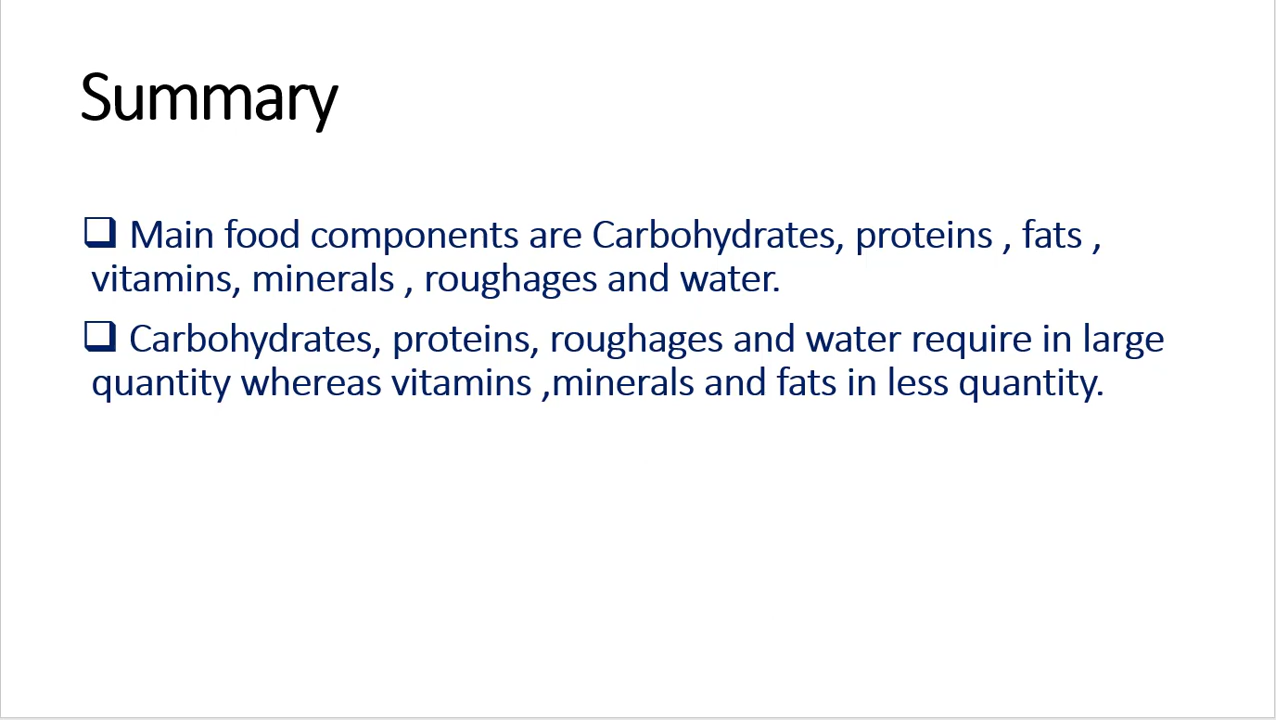 Summary
❑ Main food components are Carbohydrates, proteins , fats ,
vitamins, minerals , roughages and water.
❑ Carbohydrates, proteins, roughages and water require in large
quantity whereas vitamins ,minerals and fats in less quantity.